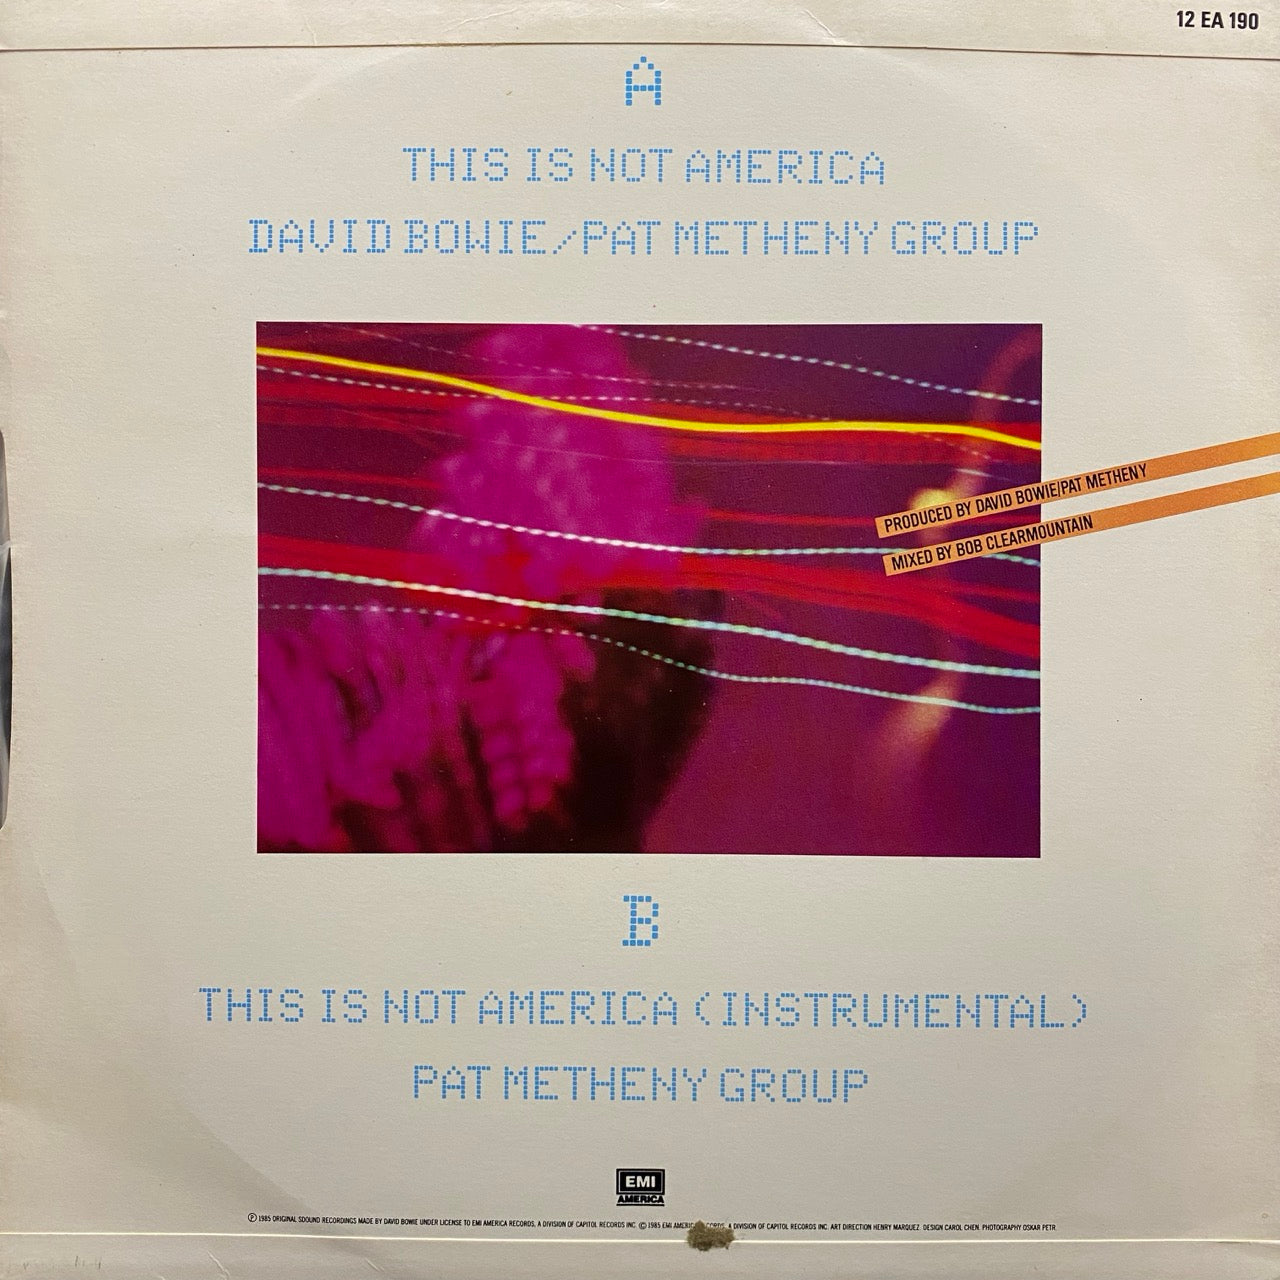 12 EA 190
A
THIS IS NOT AMERICA
DAVID BOWIE/PAT METHENY GROUP
PRODUCED BY DAVID BOWIE/PAT METHENY
MIXED BY BOB CLEARMOUNTAIN
B
THIS IS NOT AMERICA (INSTRUMENTAL)
PAT METHENY GROUP
EMI
AMERICA
Ⓟ 1985 ORIGINAL SDOUND RECORDINGS MADE BY DAVID BOWIE UNDER LICENSE TO EMI AMERICA RECORDS, A DIVISION OF CAPITOL RECORDS INC. © 1985 EMI A DIVISION OF CAPITOL RECORDS INC. ART DIRECTION HENRY MARQUEZ. DESIGN CAROL CHEN. PHOTOGRAPHY OSKAR PETR.